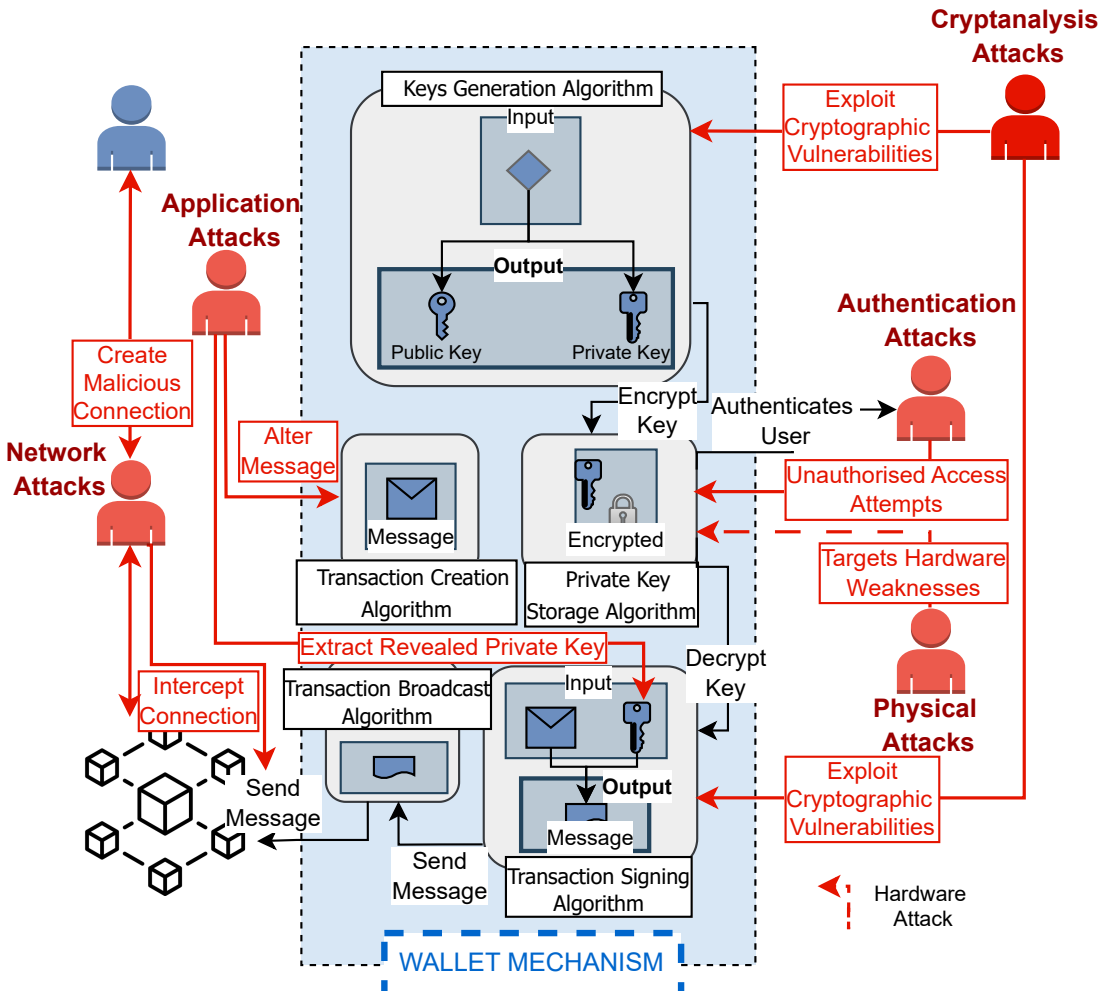 Cryptanalysis
Attacks
Keys Generation Algorithm
Input
Exploit
Cryptographic
Vulnerabilities
Application
Attacks
Output
Public Key
Private Key
Authentication
Attacks
Create
Malicious
Connection
Encrypt
Key
Authenticates
User
Alter
Message
Network
Attacks
Unauthorised Access
Attempts
Message
Encrypted
Transaction Creation
Algorithm
Private Key
Storage Algorithm
Targets Hardware
Weaknesses
Extract Revealed Private Key
Decrypt
Key
Intercept
Connection
Transaction Broadcast
Algorithm
Input
Physical
Attacks
Send
Message
Output
Message
Exploit
Cryptographic
Vulnerabilities
Send
Message
Transaction Signing
Algorithm
Hardware
Attack
WALLET MECHANISM